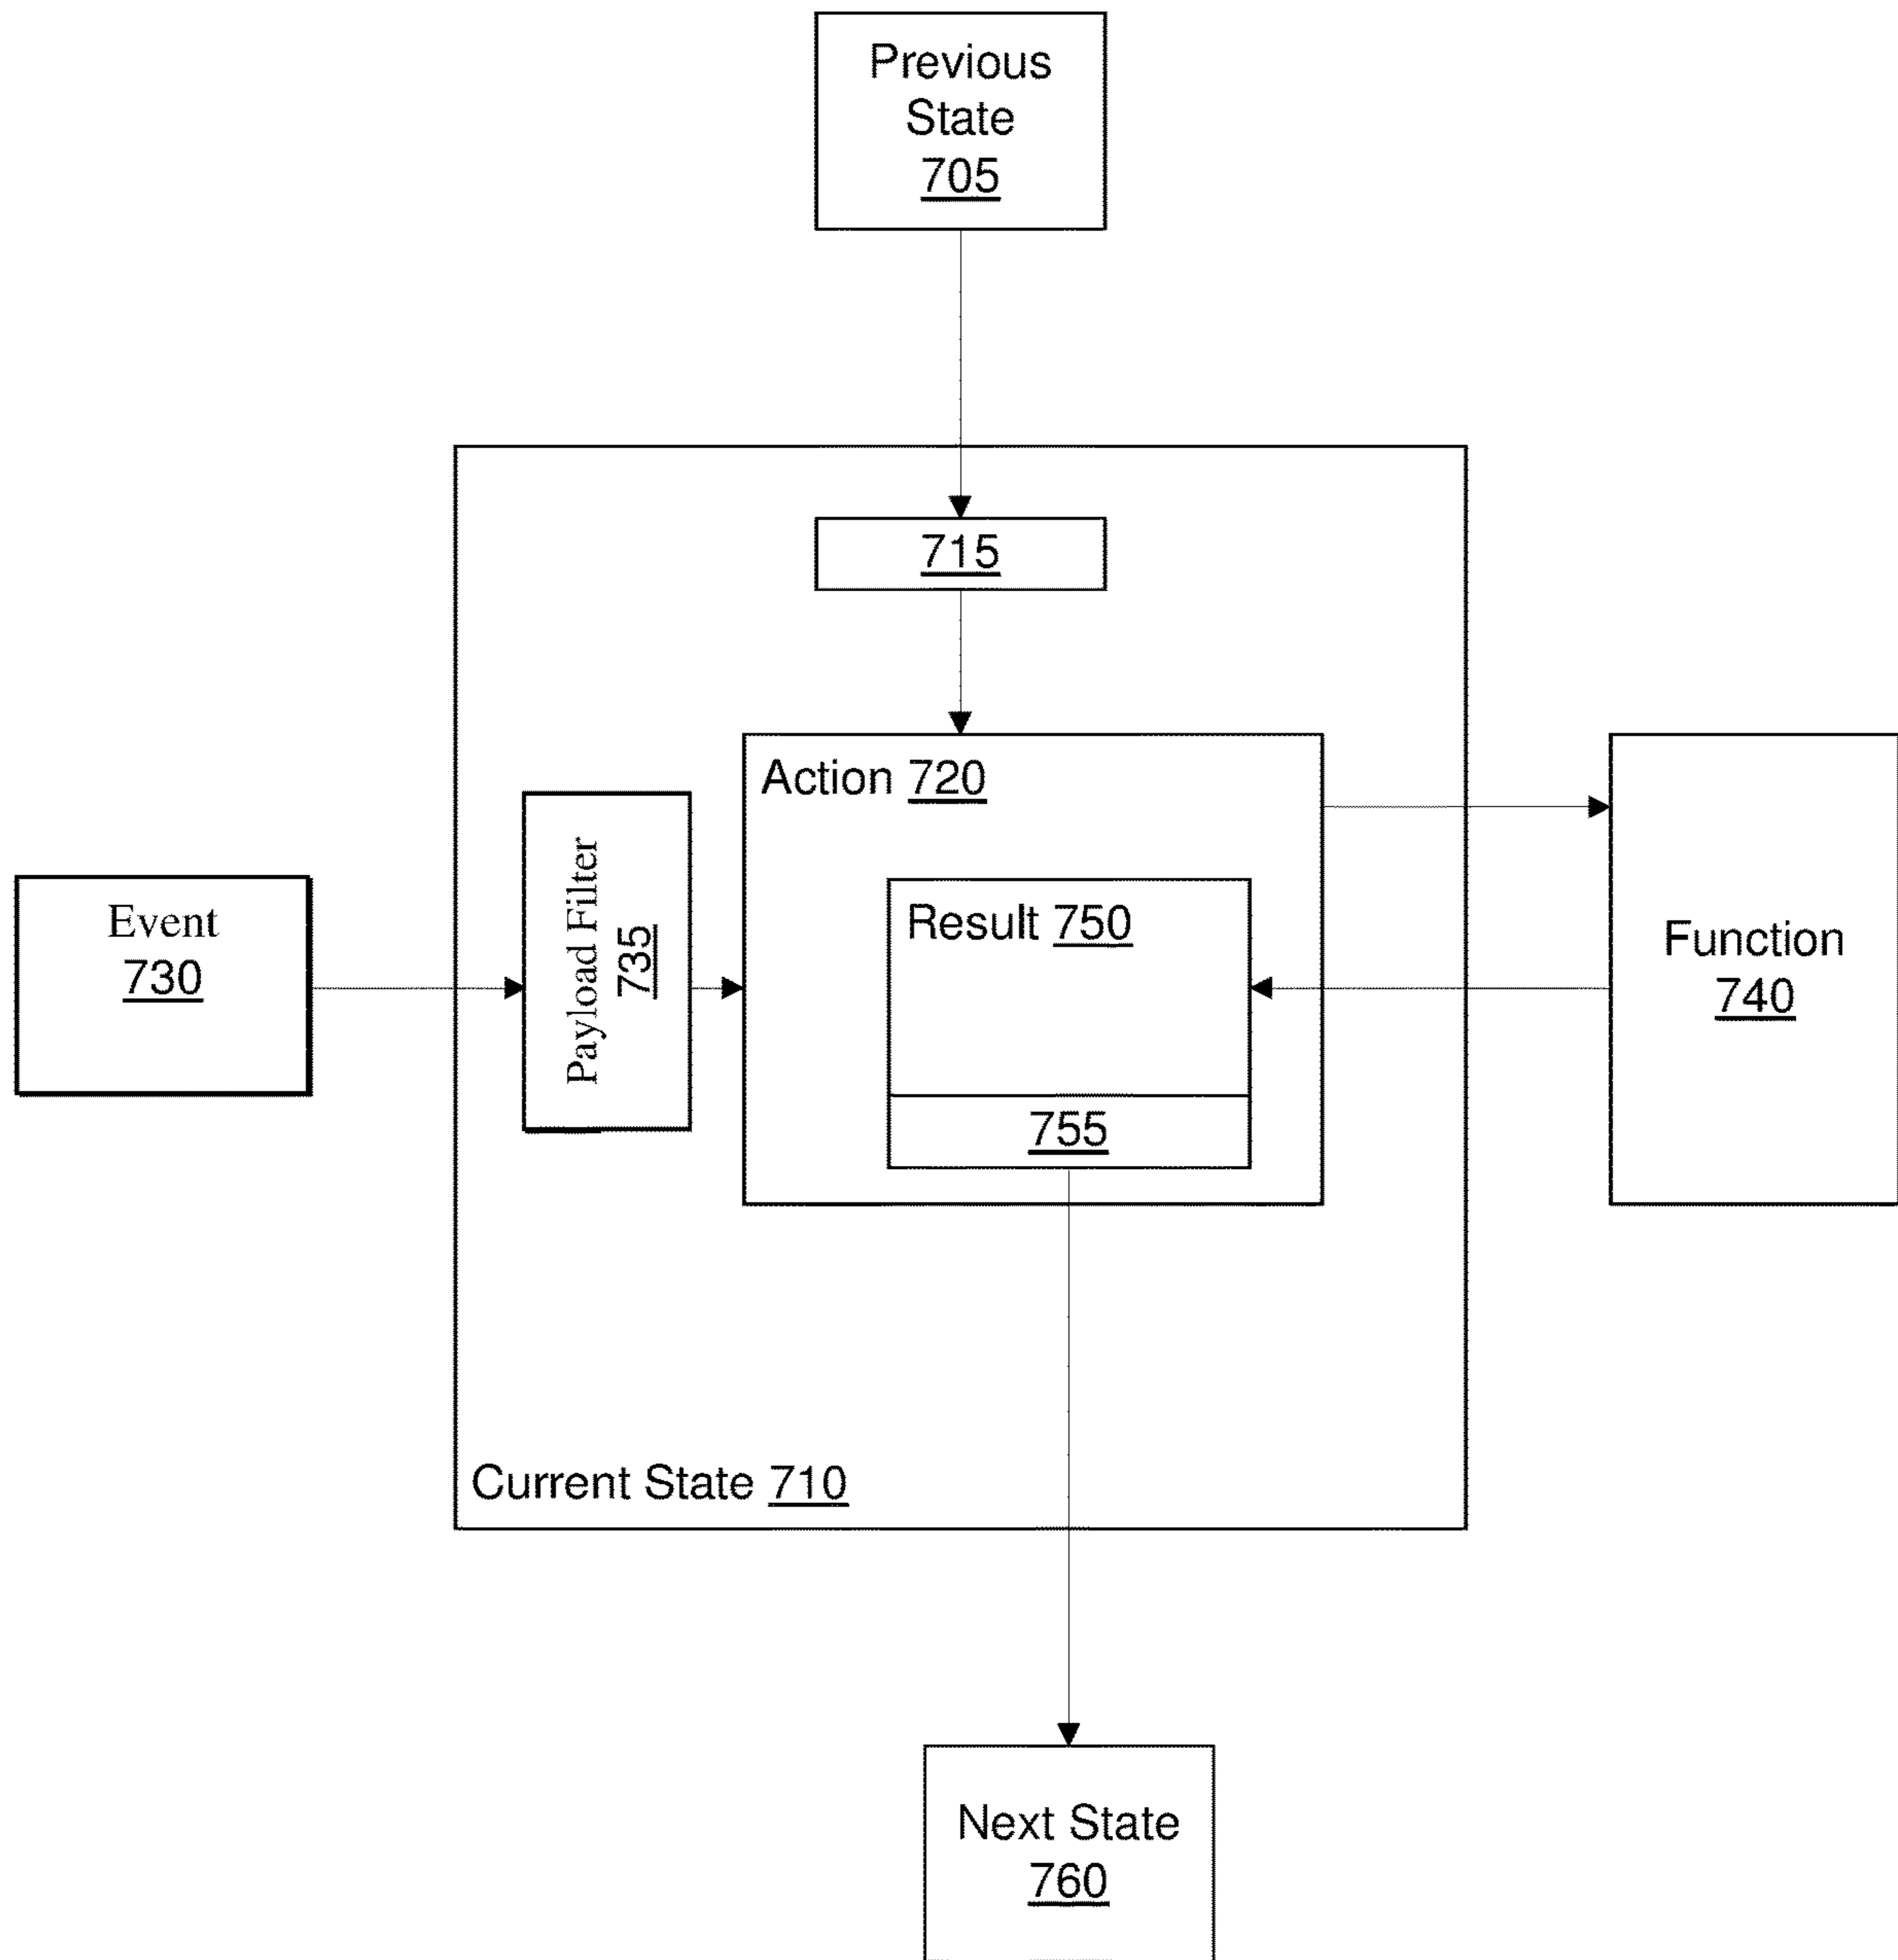 Previous
State
705
715
Action 720
Event
730
Payload Filter
735
Result 750
755
Function
740
Current State 710
Next State
760